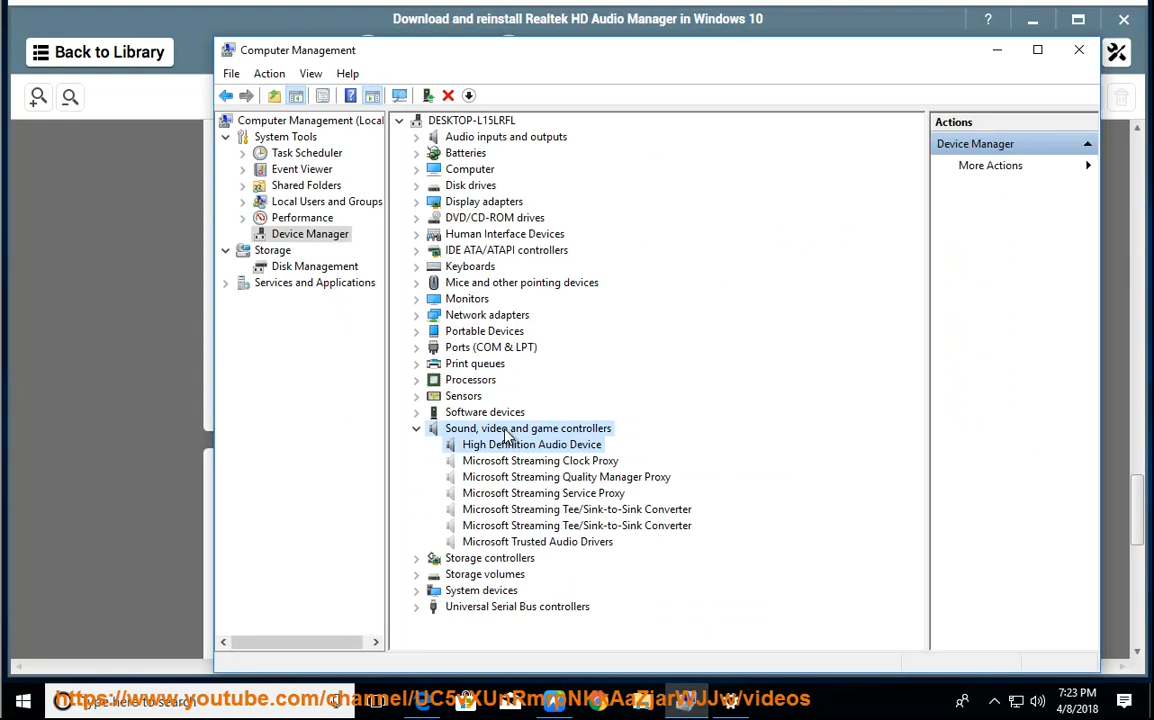 Download and reinstall Realtek HD Audio Manager in Windows 10
Back to Library
Computer Management
File Action View Help
Computer Management (Local
System Tools
Task Scheduler
Event Viewer
Shared Folders
Local Users and Groups
Performance
Device Manager
Storage
Disk Management
Services and Applications
DESKTOP-L15LRFL
Audio inputs and outputs
Batteries
Computer
Disk drives
Display adapters
DVD/CD-ROM drives
Human Interface Devices
IDE ATA/ATAPI controllers
Keyboards
Mice and other pointing devices
Monitors
Network adapters
Portable Devices
Ports (COM & LPT)
Print queues
Processors
Sensors
Software devices
Sound, video and game controllers
High Definition Audio Device
Microsoft Streaming Clock Proxy
Microsoft Streaming Quality Manager Proxy
Microsoft Streaming Service Proxy
Microsoft Streaming Tee/Sink-to-Sink Converter
Microsoft Streaming Tee/Sink-to-Sink Converter
Microsoft Trusted Audio Drivers
Storage controllers
Storage volumes
System devices
Universal Serial Bus controllers
Actions
Device Manager
More Actions
Type here to search
7:23 PM
4/8/2018